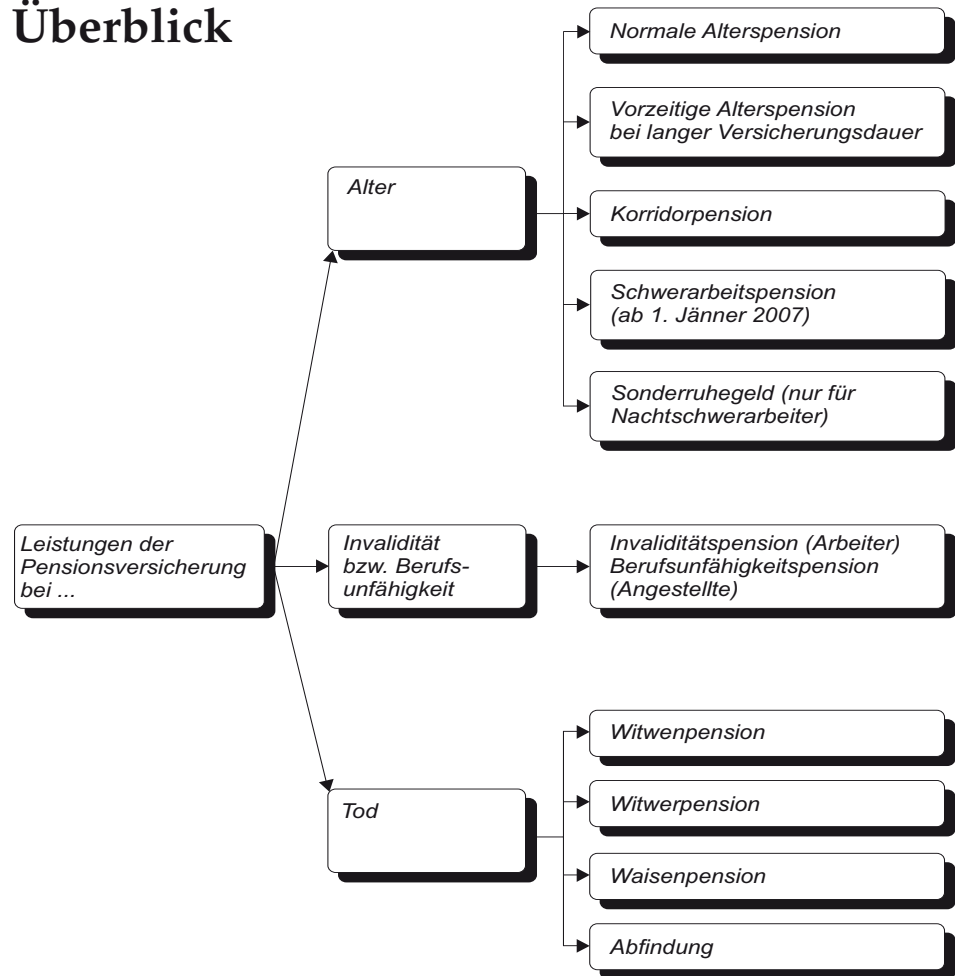 Überblick
Normale Alterspension
Vorzeitige Alterspension
bei langer Versicherungsdauer
Alter
Korridorpension
Schwerarbeitspension
(ab 1. Jänner 2007)
Sonderruhegeld (nur für
Nachtschwerarbeiter)
Leistungen der
Pensionsversicherung
bei ...
Invalidität
bzw. Berufs-
unfähigkeit
Invaliditätspension (Arbeiter)
Berufsunfähigkeitspension
(Angestellte)
Tod
Witwenpension
Witwerpension
Waisenpension
Abfindung